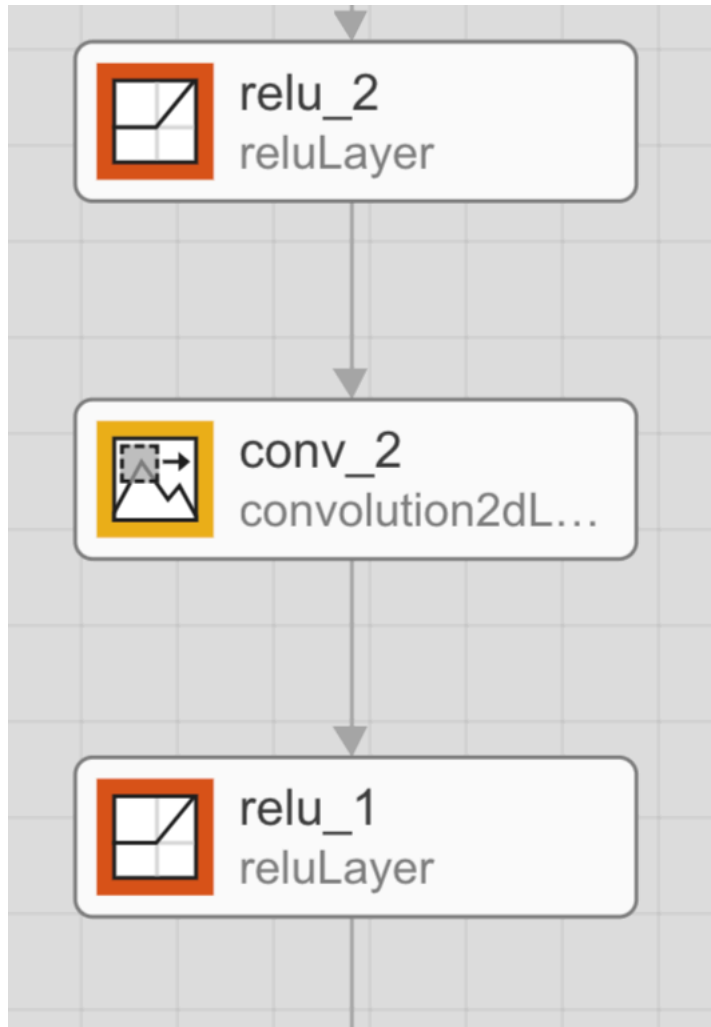 relu_2
reluLayer
conv_2
convolution2dL...
relu_1
reluLayer